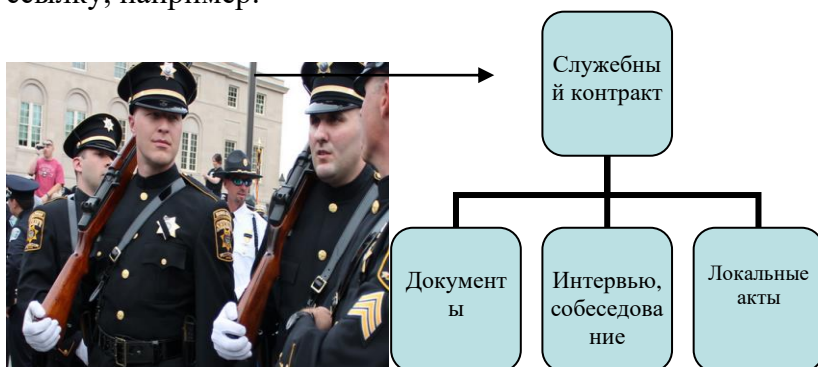 ссылку, например:
Служебны
й контракт
Документ
ы
Интервью,
собеседова
ние
Локальные
акты